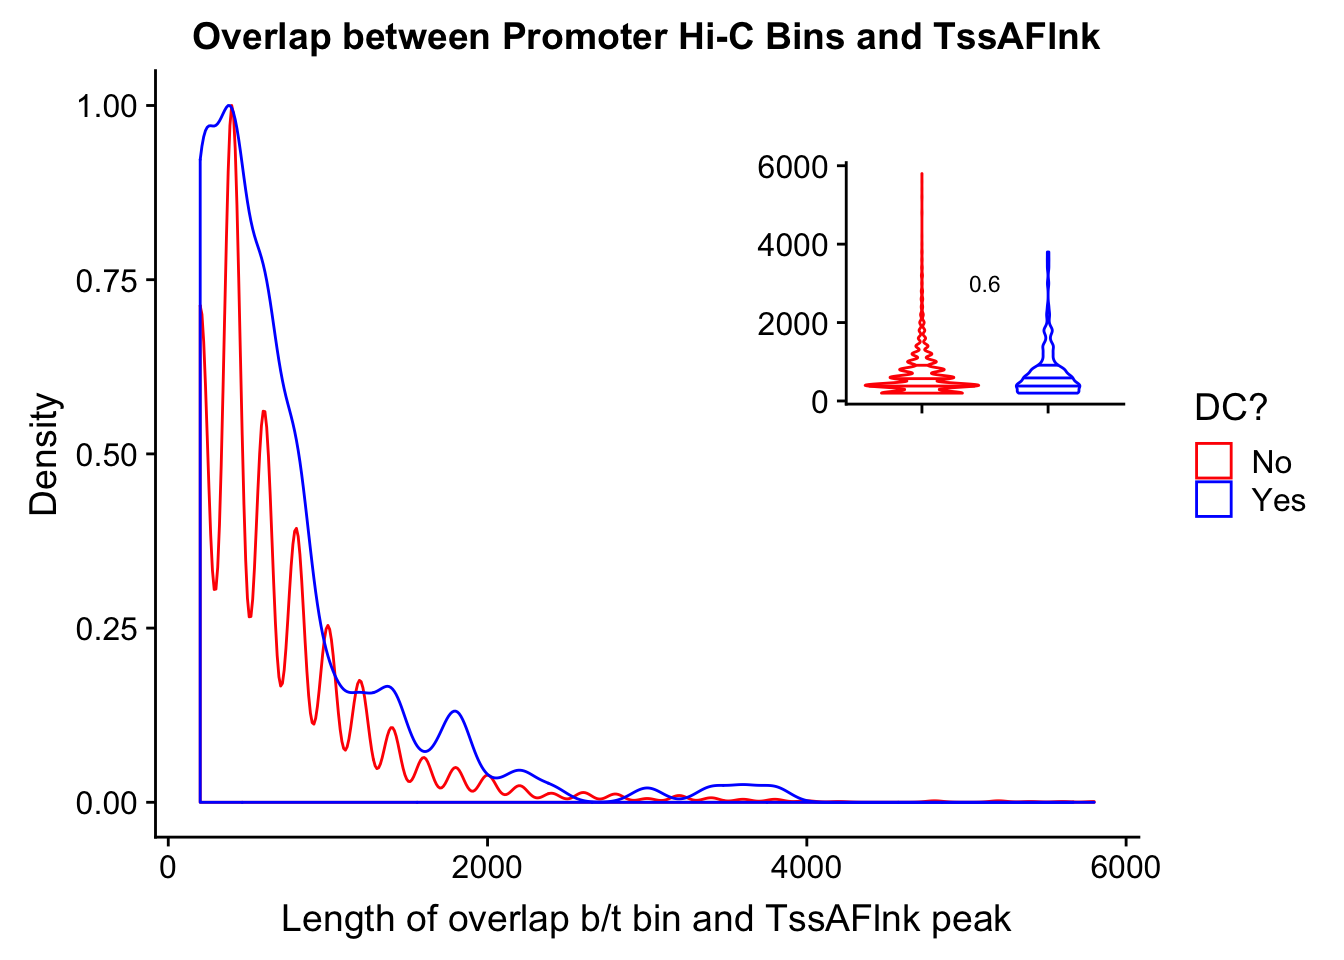 Overlap between Promoter Hi-C Bins and TssAFlnk
1.00
0.75
0.50
0.25
0.00
Density
0
2000
4000
6000
Length of overlap b/t bin and TssAFlnk peak
6000
4000
2000
0
0.6
DC?
No
Yes